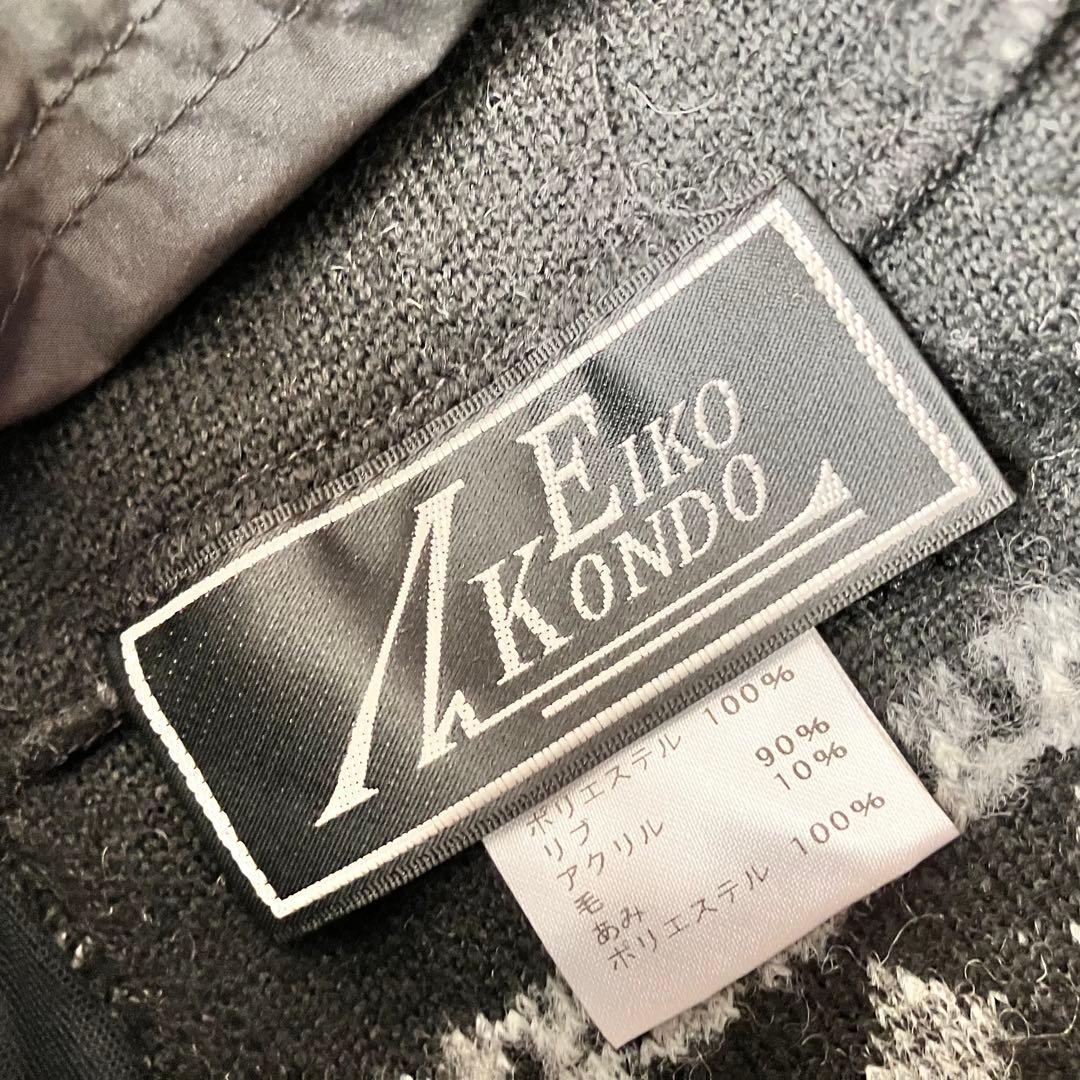 EIKO
KONDO
ポリエステル 100%
リブ
アクリル 90%
毛 10%
あみ
ポリエステル 100%